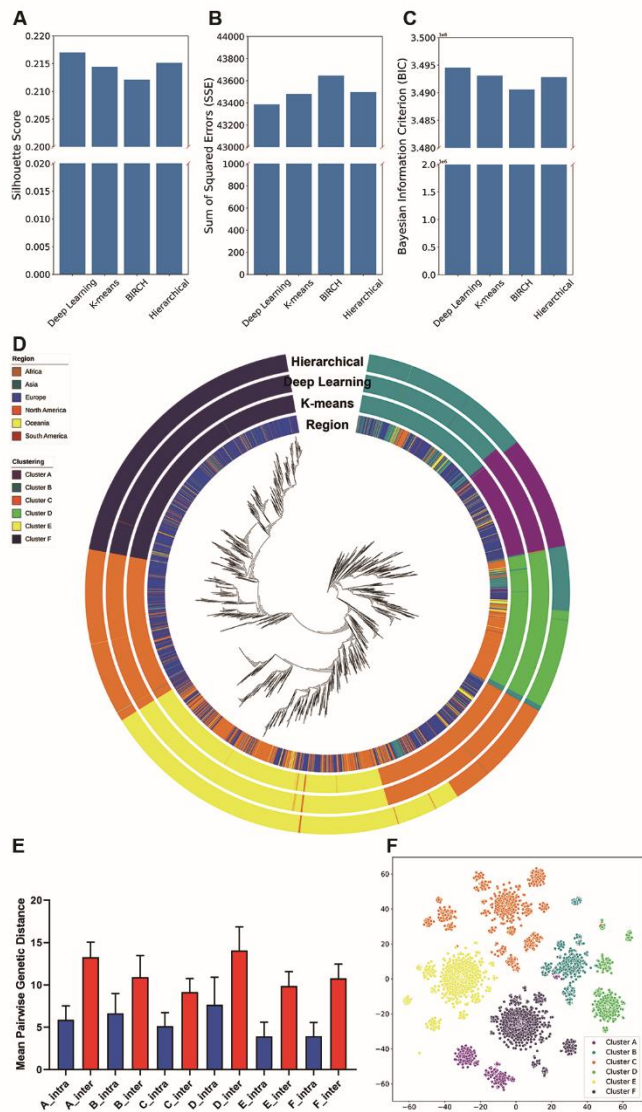 A
B
C
Silhouette Score
0.220
0.215
0.210
0.205
0.200
0.020
0.015
0.010
0.005
0.000
Deep Learning
K-means
BIRCH
Hierarchical
Sum of Squared Errors (SSE)
44000
43800
43600
43400
43200
43000
1000
800
600
400
200
0
Deep Learning
K-means
BIRCH
Hierarchical
Bayesian Information Criterion (BIC)
3.500
3.495
3.490
3.485
3.480
2.0
1.5
1.0
0.5
0.0
Deep Learning
K-means
BIRCH
Hierarchical
D
Region
Africa
Asia
Europe
North America
Oceania
South America
Clustering
Cluster A
Cluster B
Cluster C
Cluster D
Cluster E
Cluster F
Hierarchical
Deep Learning
K-means
Region
E
Mean Pairwise Genetic Distance
20
15
10
5
0
A_intra
A_inter
B_intra
B_inter
C_intra
C_inter
D_intra
D_inter
E_intra
E_inter
F_intra
F_inter
F
60
40
20
0
−20
−40
−60
−60
−40
−20
0
20
40
60
Cluster A
Cluster B
Cluster C
Cluster D
Cluster E
Cluster F